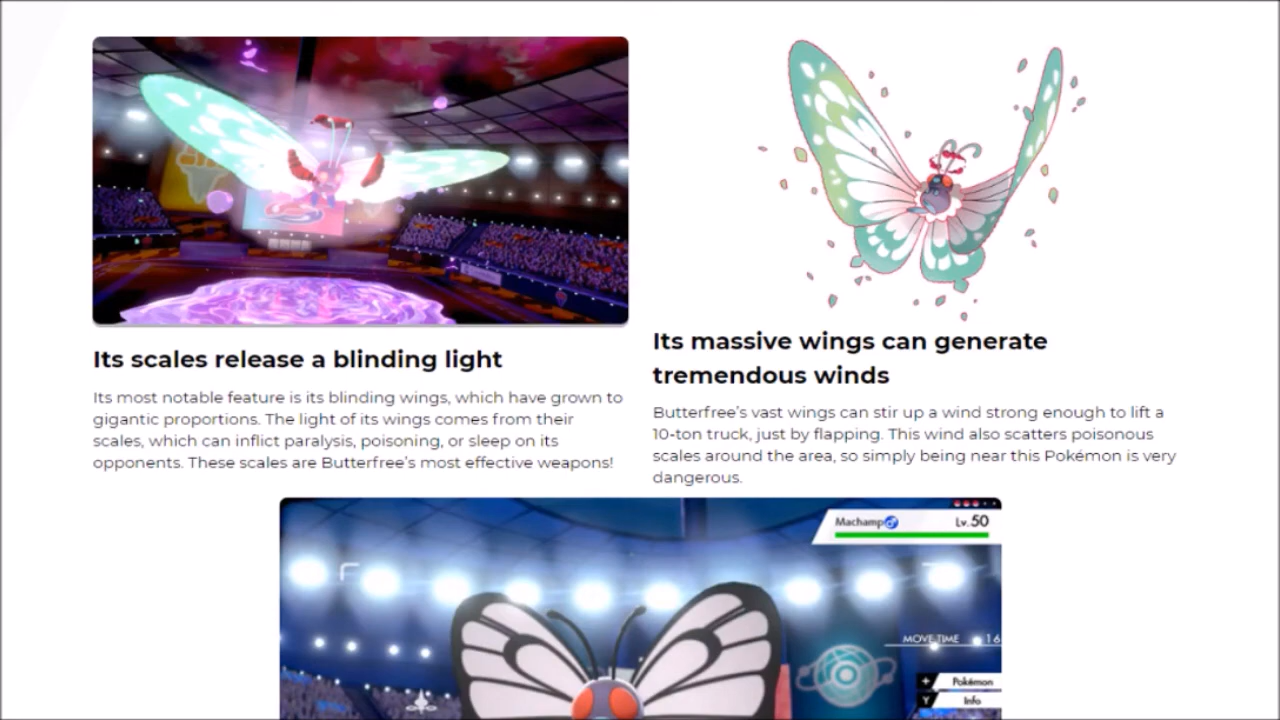 Its scales release a blinding light
Its most notable feature is its blinding wings, which have grown to
gigantic proportions. The light of its wings comes from their
scales, which can inflict paralysis, poisoning, or sleep on its
opponents. These scales are Butterfree's most effective weapons!
Its massive wings can generate
tremendous winds
Butterfree's vast wings can stir up a wind strong enough to lift a
10-ton truck, just by flapping. This wind also scatters poisonous
scales around the area, so simply being near this Pokémon is very
dangerous.
Machamp♂ Lv. 50
MOVE TIME 16
+ Pokémon
Y Info